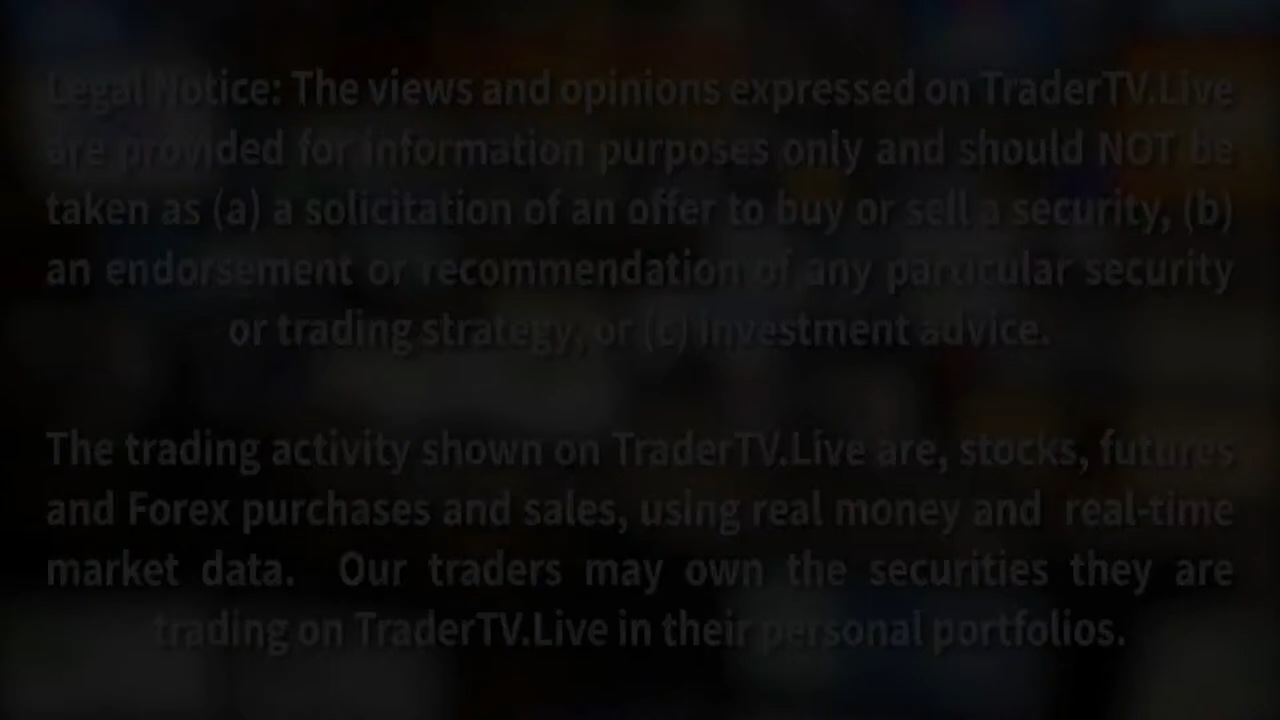 Legal Notice: The views and opinions expressed on TraderTV.Live
are provided for information purposes only and should NOT be
taken as (a) a solicitation of an offer to buy or sell a security, (b)
an endorsement or recommendation of any particular security
or trading strategy, or (c) investment advice.
The trading activity shown on TraderTV.Live are, stocks, futures
and Forex purchases and sales, using real money and real-time
market data. Our traders may own the securities they are
trading on TraderTV.Live in their personal portfolios.